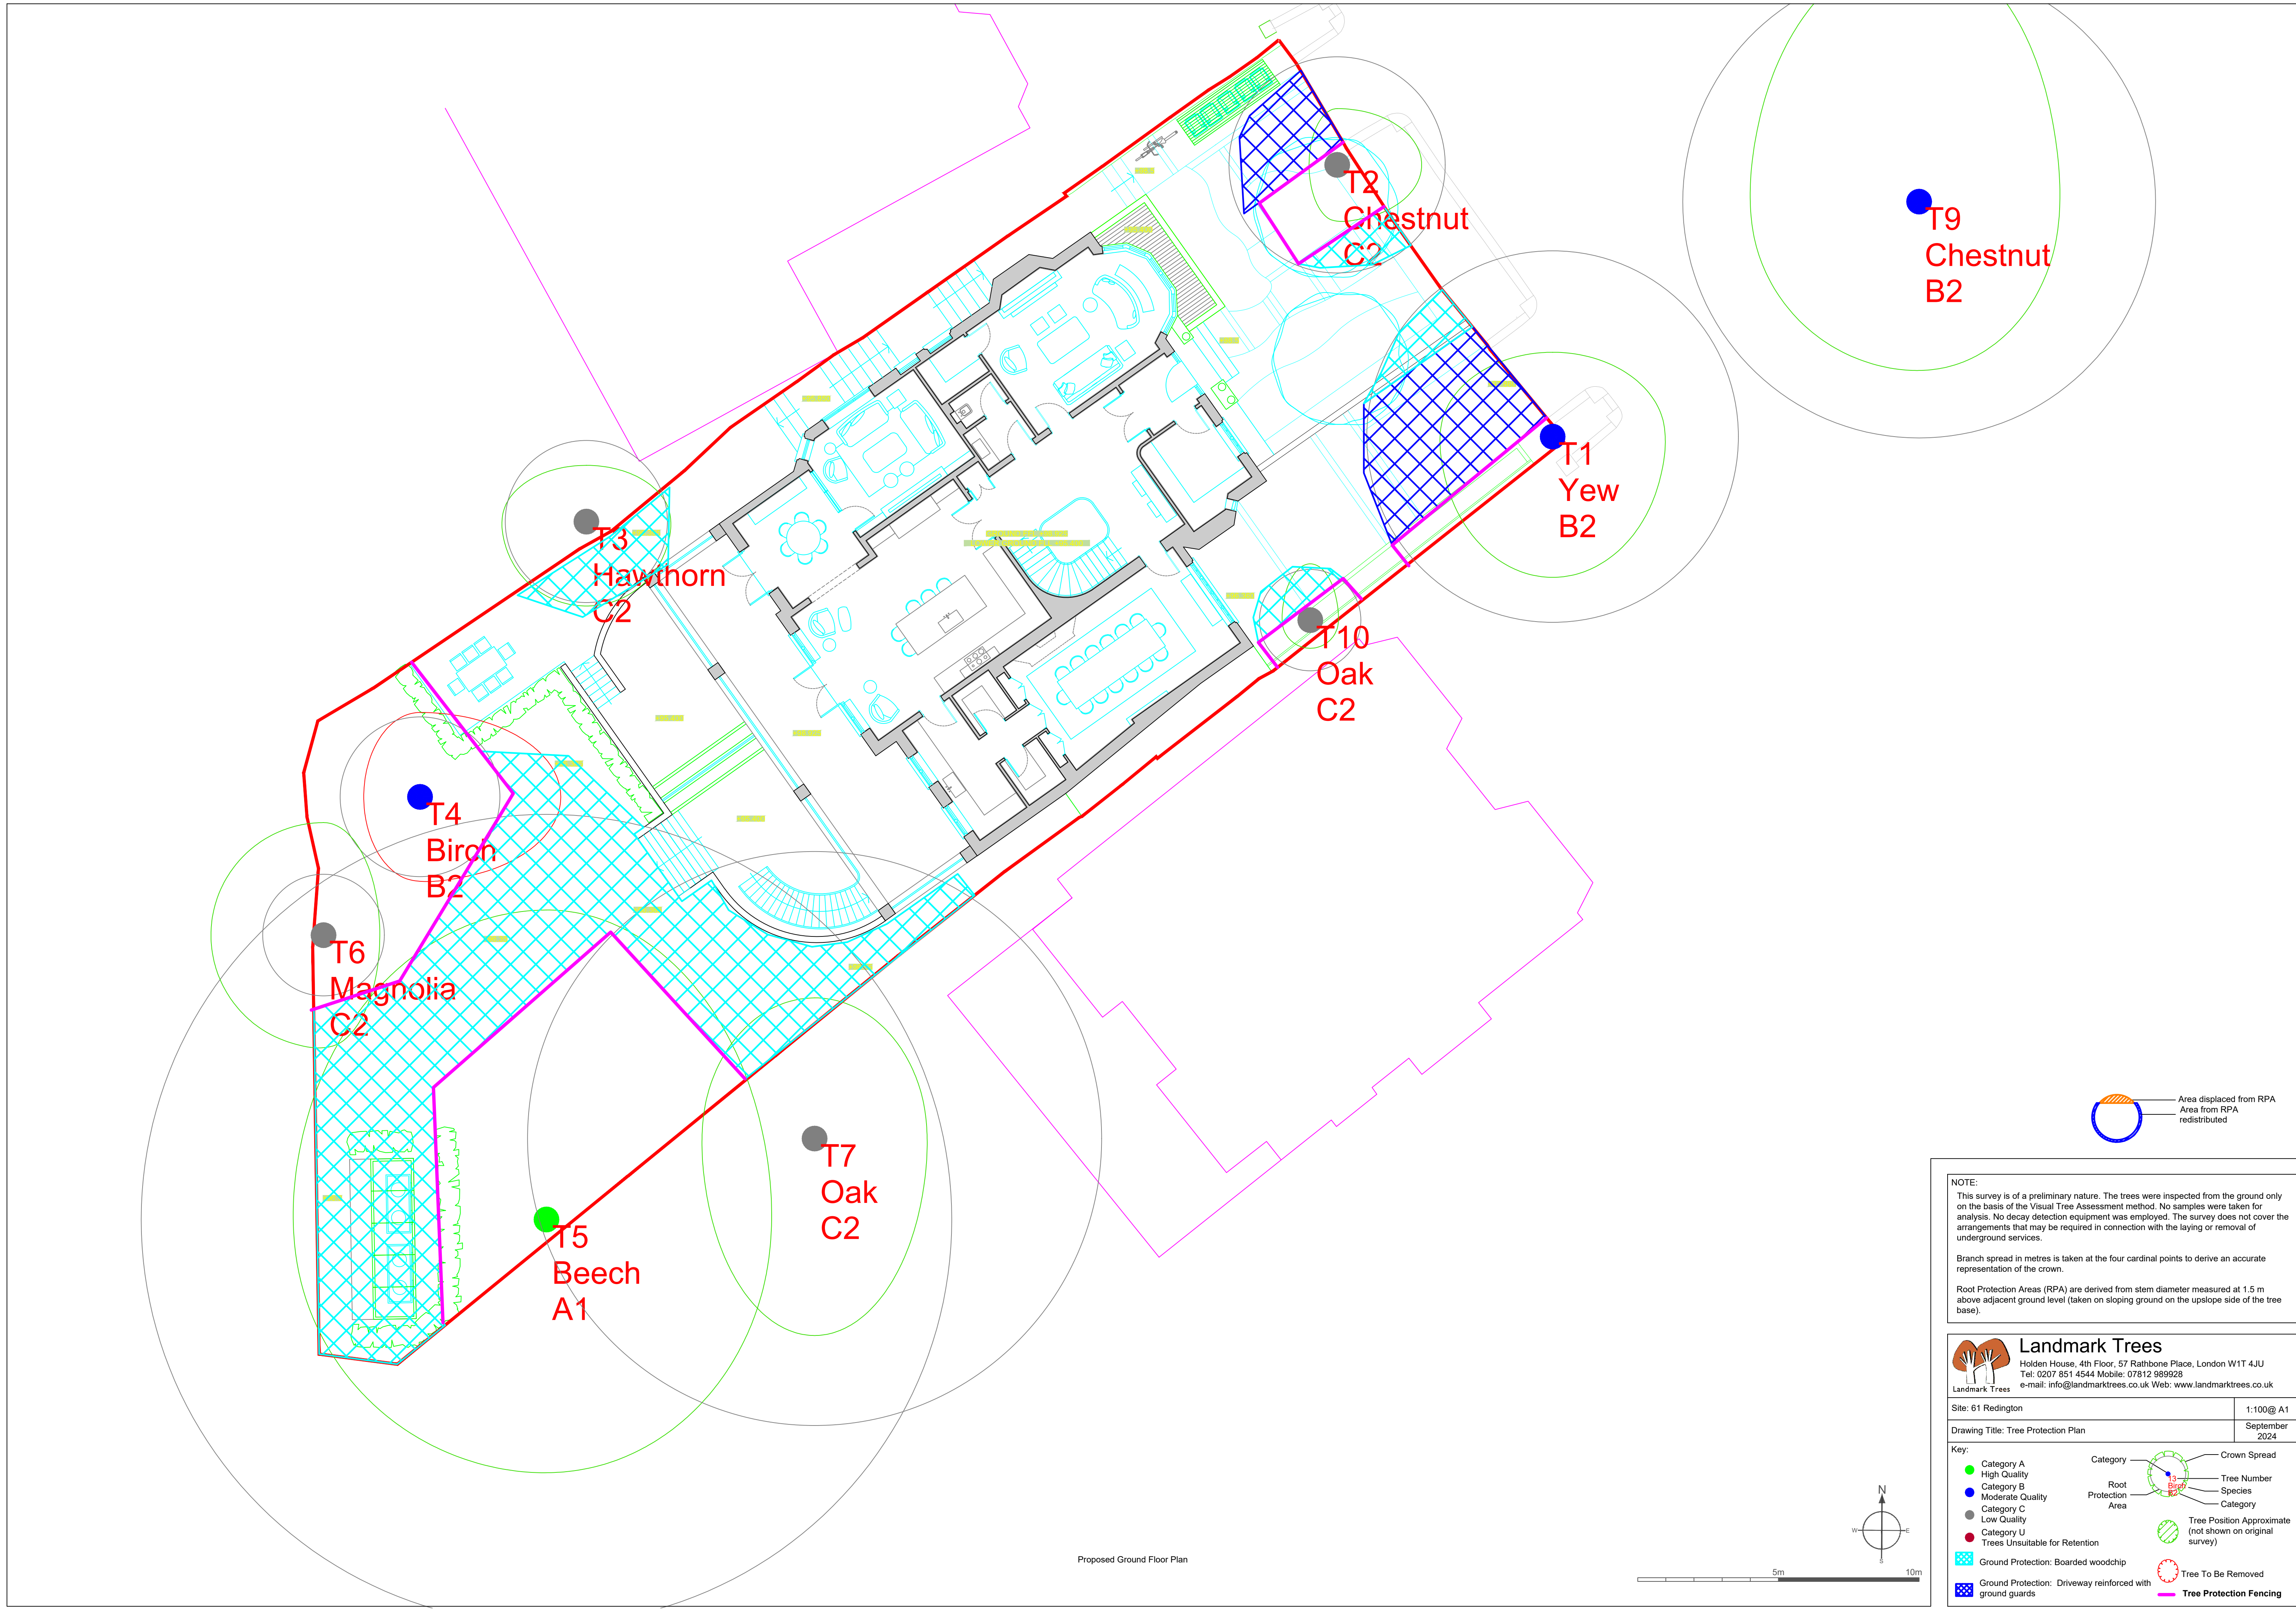 T2
Chestnut
C2
T9
Chestnut
B2
T1
Yew
B2
T3
Hawthorn
C2
T10
Oak
C2
T4
Birch
B2
T6
Magnolia
C2
T7
Oak
C2
T5
Beech
A1
Area displaced from RPA
Area from RPA
redistributed
NOTE:
This survey is of a preliminary nature. The trees were inspected from the ground only
on the basis of the Visual Tree Assessment method. No samples were taken for
analysis. No decay detection equipment was employed. The survey does not cover the
arrangements that may be required in connection with the laying or removal of
underground services.
Branch spread in metres is taken at the four cardinal points to derive an accurate
representation of the crown.
Root Protection Areas (RPA) are derived from stem diameter measured at 1.5 m
above adjacent ground level (taken on sloping ground on the upslope side of the tree
base).
Landmark Trees
Landmark Trees
Holden House, 4th Floor, 57 Rathbone Place, London W1T 4JU
Tel: 0207 851 4544 Mobile: 07812 989928
e-mail: info@landmarktrees.co.uk Web: www.landmarktrees.co.uk
Site: 61 Redington
1:100@ A1
Drawing Title: Tree Protection Plan
September
2024
Key:
Category A
High Quality
Category B
Moderate Quality
Category C
Low Quality
Category U
Trees Unsuitable for Retention
Ground Protection: Boarded woodchip
Ground Protection: Driveway reinforced with
ground guards
Category
Root
Protection
Area
Crown Spread
Tree Number
Species
Category
T3
Birch
B2
Tree Position Approximate
(not shown on original
survey)
Tree To Be Removed
Tree Protection Fencing
N
W
E
S
5m
10m
Proposed Ground Floor Plan